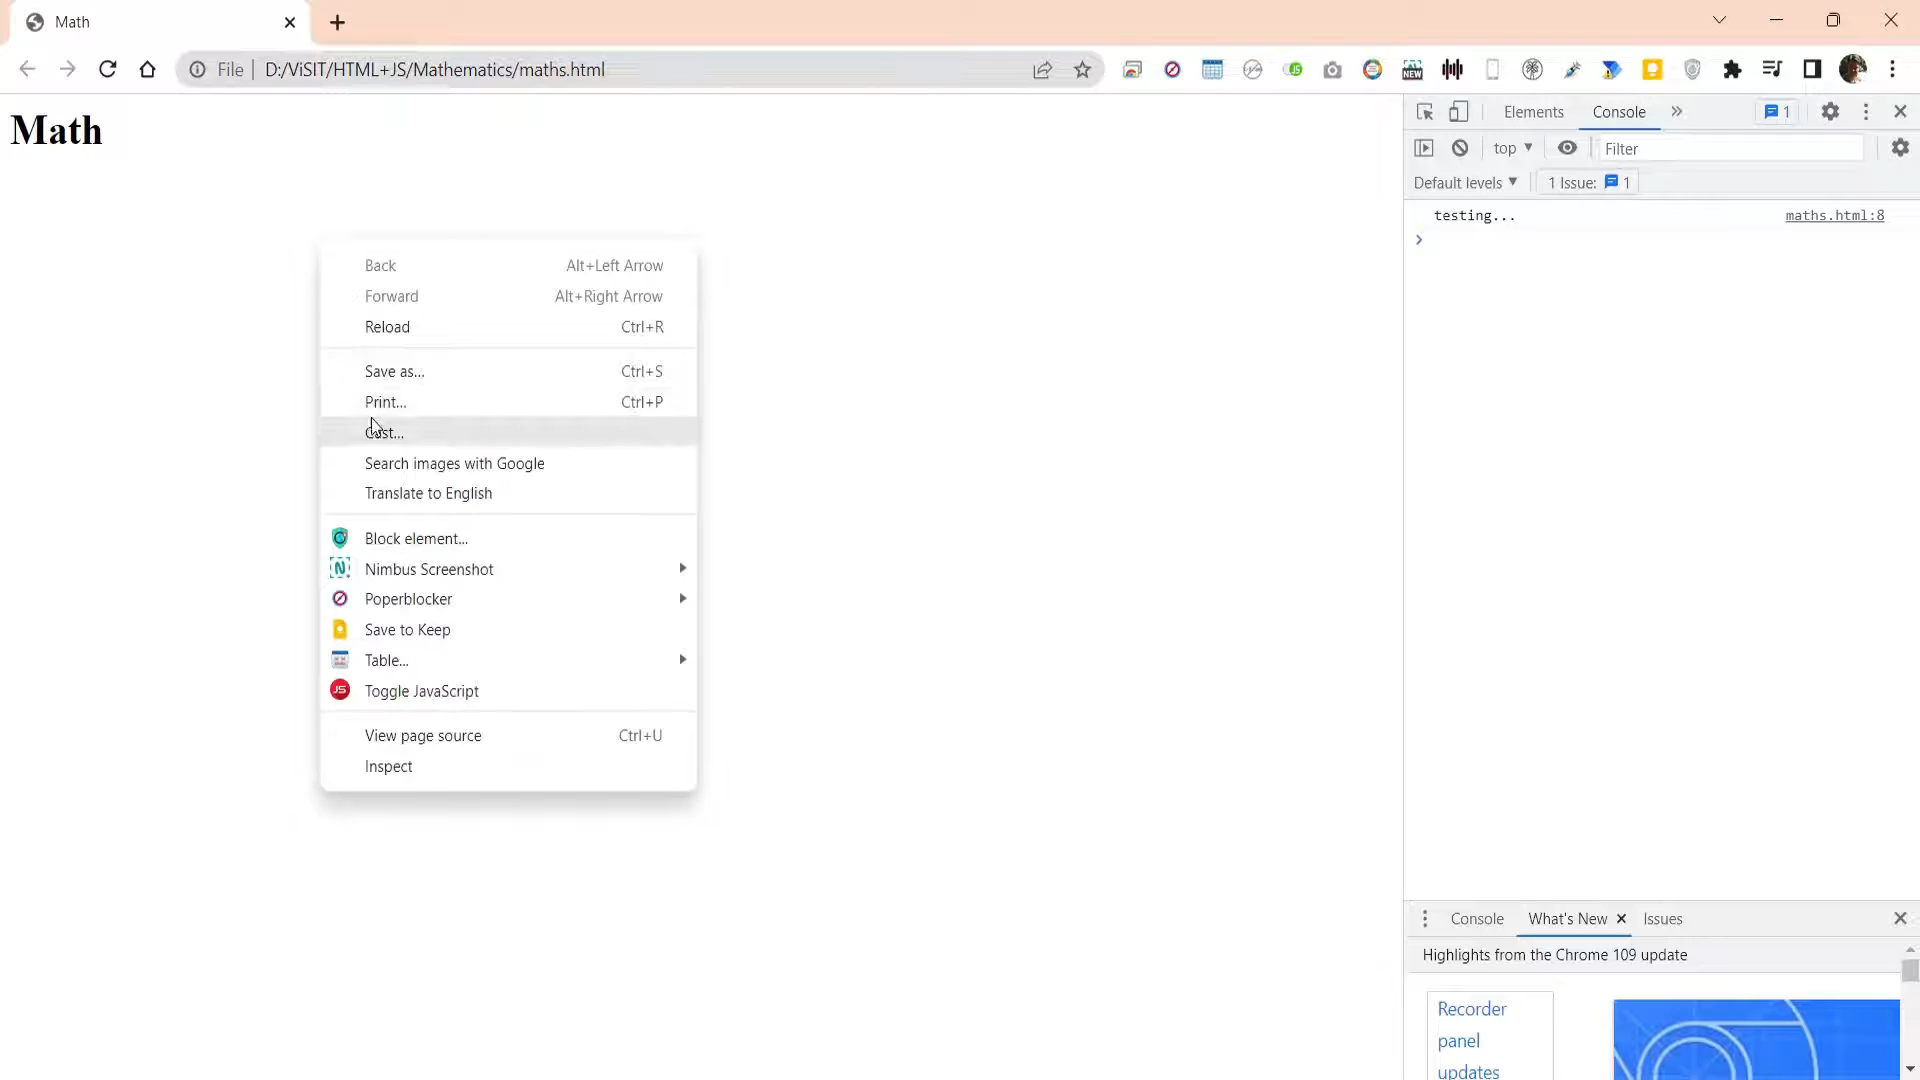 Math
File
D:/ViSIT/HTML+JS/Mathematics/maths.html
NEW
Math
Elements
Console
1
top
Filter
Default levels
1 Issue:
1
testing...
maths.html:8
Back
Alt+Left Arrow
Forward
Alt+Right Arrow
Reload
Ctrl+R
Save as...
Ctrl+S
Print...
Ctrl+P
Cast...
Search images with Google
Translate to English
Block element...
Nimbus Screenshot
Poperblocker
Save to Keep
Table...
JS
Toggle JavaScript
View page source
Ctrl+U
Inspect
Console
What's New
Issues
Highlights from the Chrome 109 update
Recorder
panel
updates